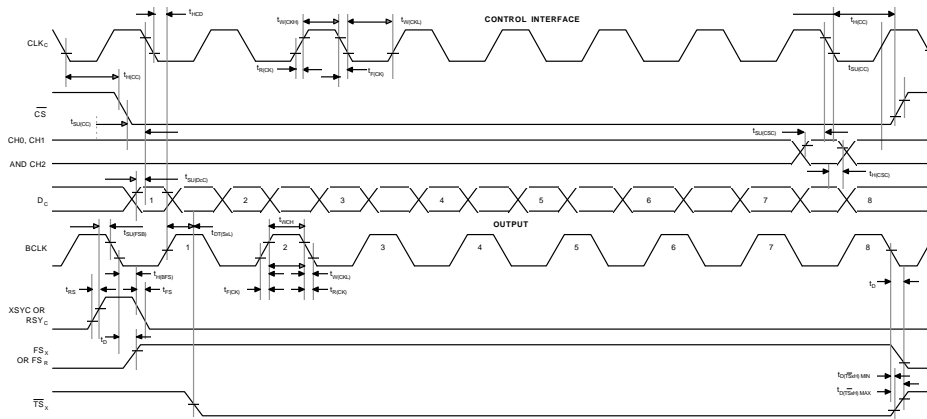 CONTROL INTERFACE
tHCD
tW(CKH)
tW(CKL)
tH(CC)
CLKC
tR(CK)
tF(CK)
tSU(CC)
tH(CC)
CS
tSU(CC)
tSU(CSC)
CH0, CH1
AND CH2
tH(CSC)
tSU(DcC)
DC
1
2
3
4
5
6
7
8
OUTPUT
tSU(FSB)
tDT(SxL)
tWCH
BCLK
1
2
3
4
5
6
7
8
tH(BFS)
tF(CK)
tW(CKL)
tR(CK)
tD
tRS
tFS
XSYC OR
RSYC
tD
FSX
OR FSR
tD(TSxH) MIN
tD(TSxH) MAX
TSX